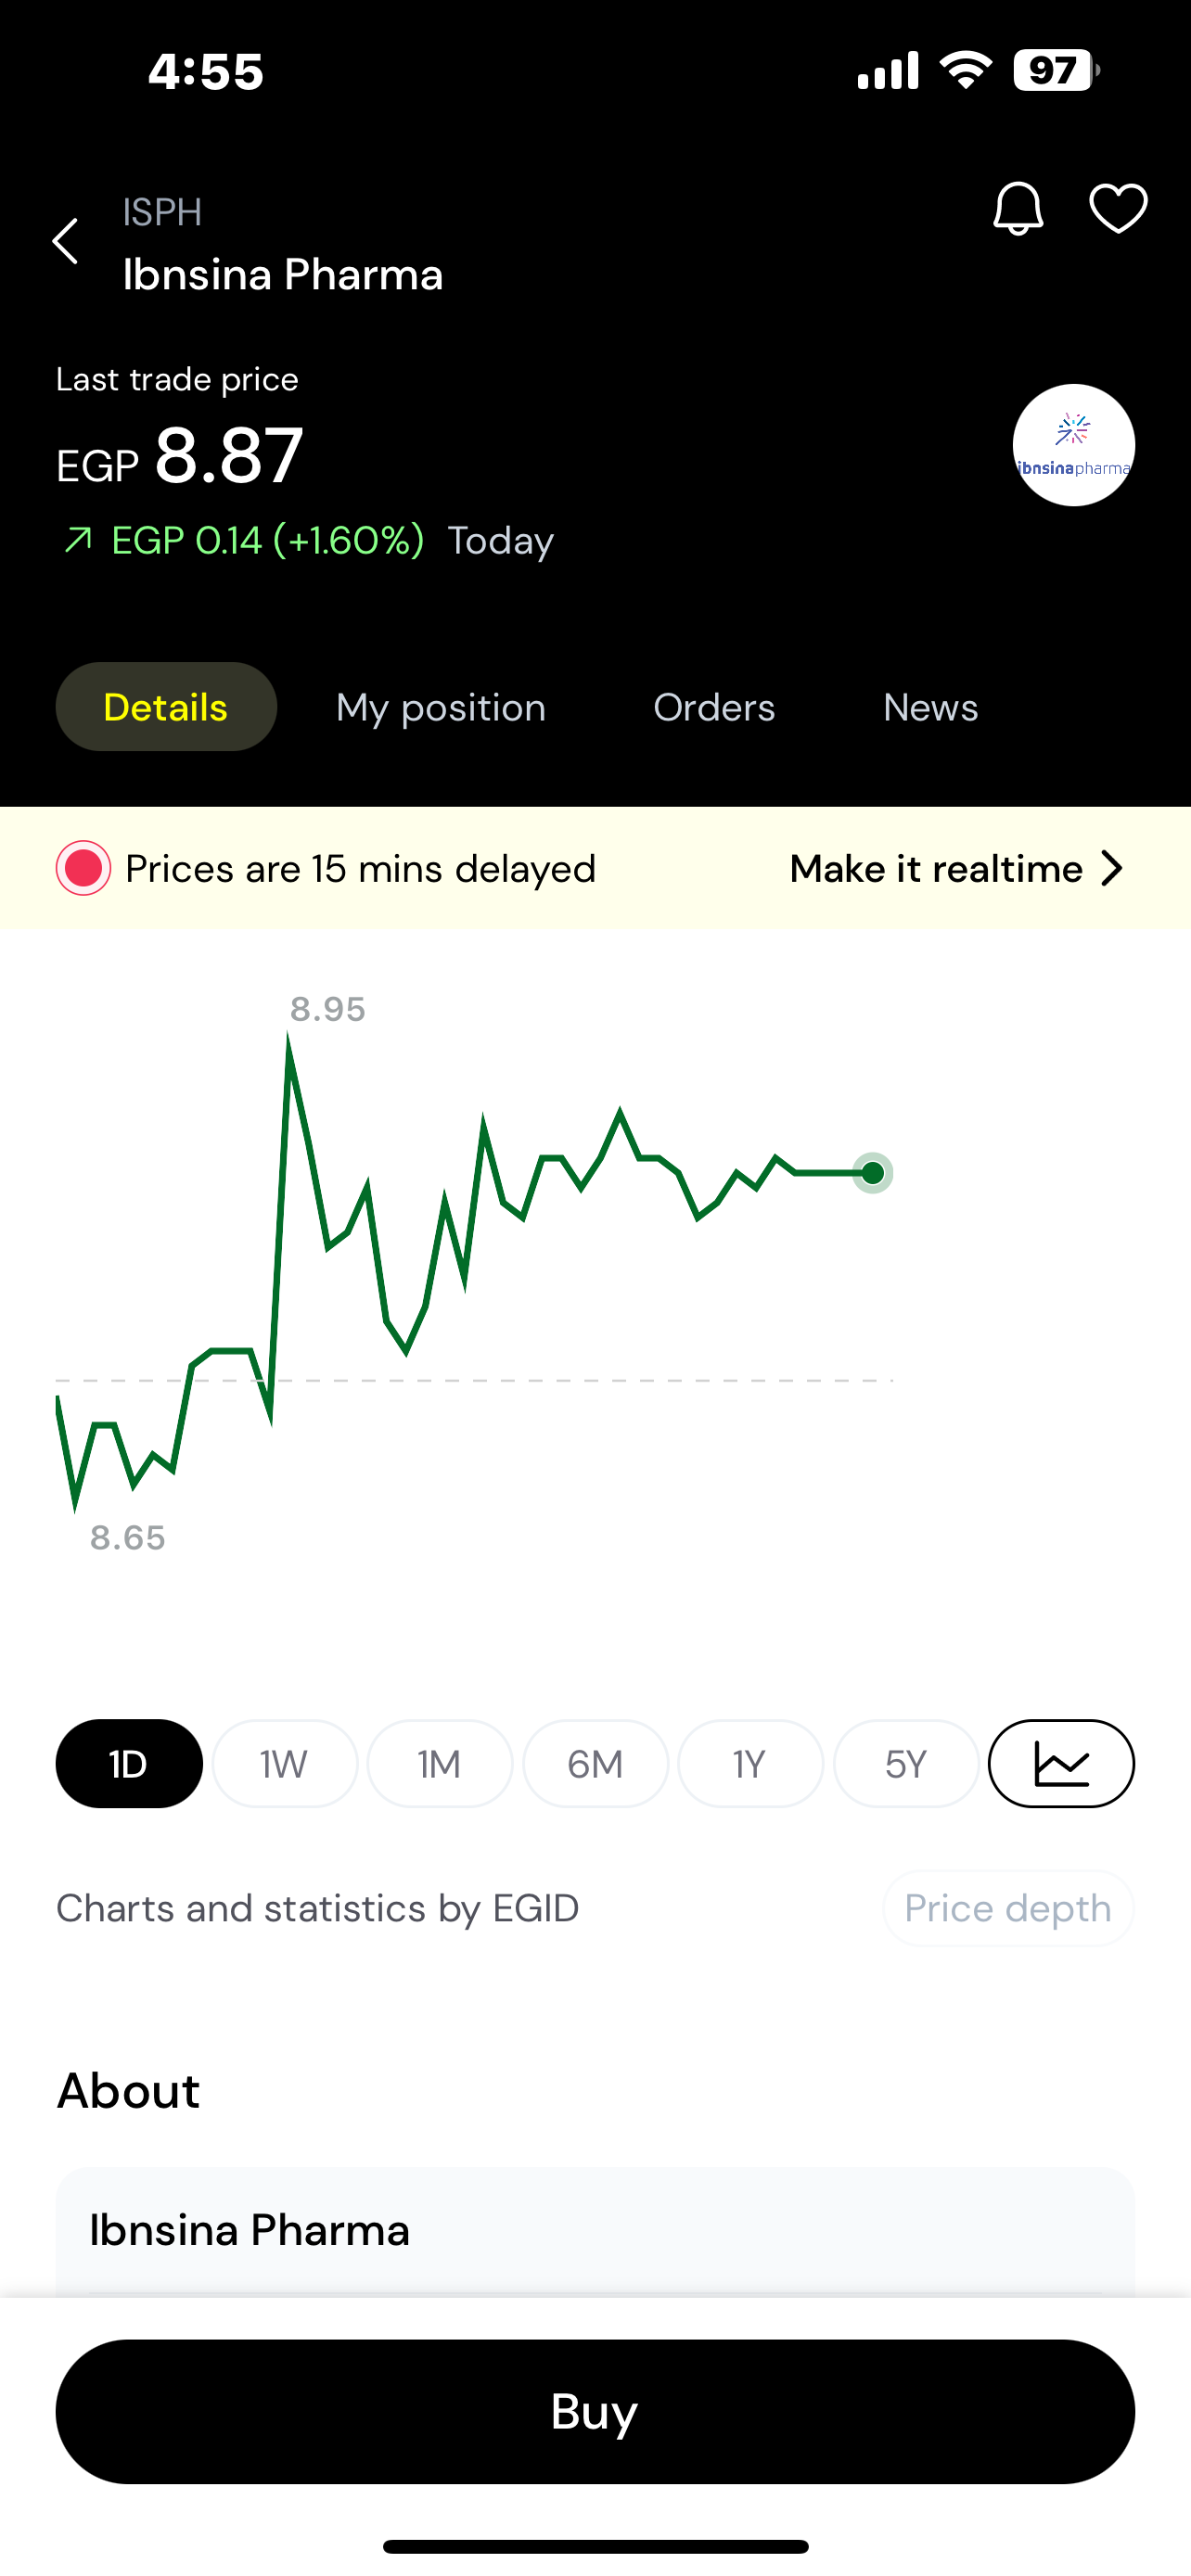 4:55
97
ISPH
Ibnsina Pharma
Last trade price
EGP 8.87
ibnsinapharma
EGP 0.14 (+1.60%) Today
Details My position Orders News
Prices are 15 mins delayed Make it realtime
8.95
8.65
1D 1W 1M 6M 1Y 5Y
Charts and statistics by EGID Price depth
About
Ibnsina Pharma
Buy